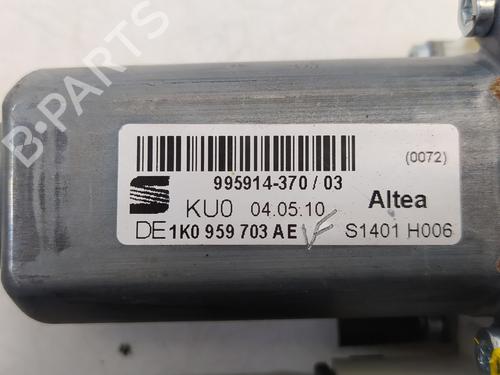 B-PARTS
(0072)
995914-370 / 03
KU0 04.05.10 Altea
DE 1K0 959 703 AE S1401 H006